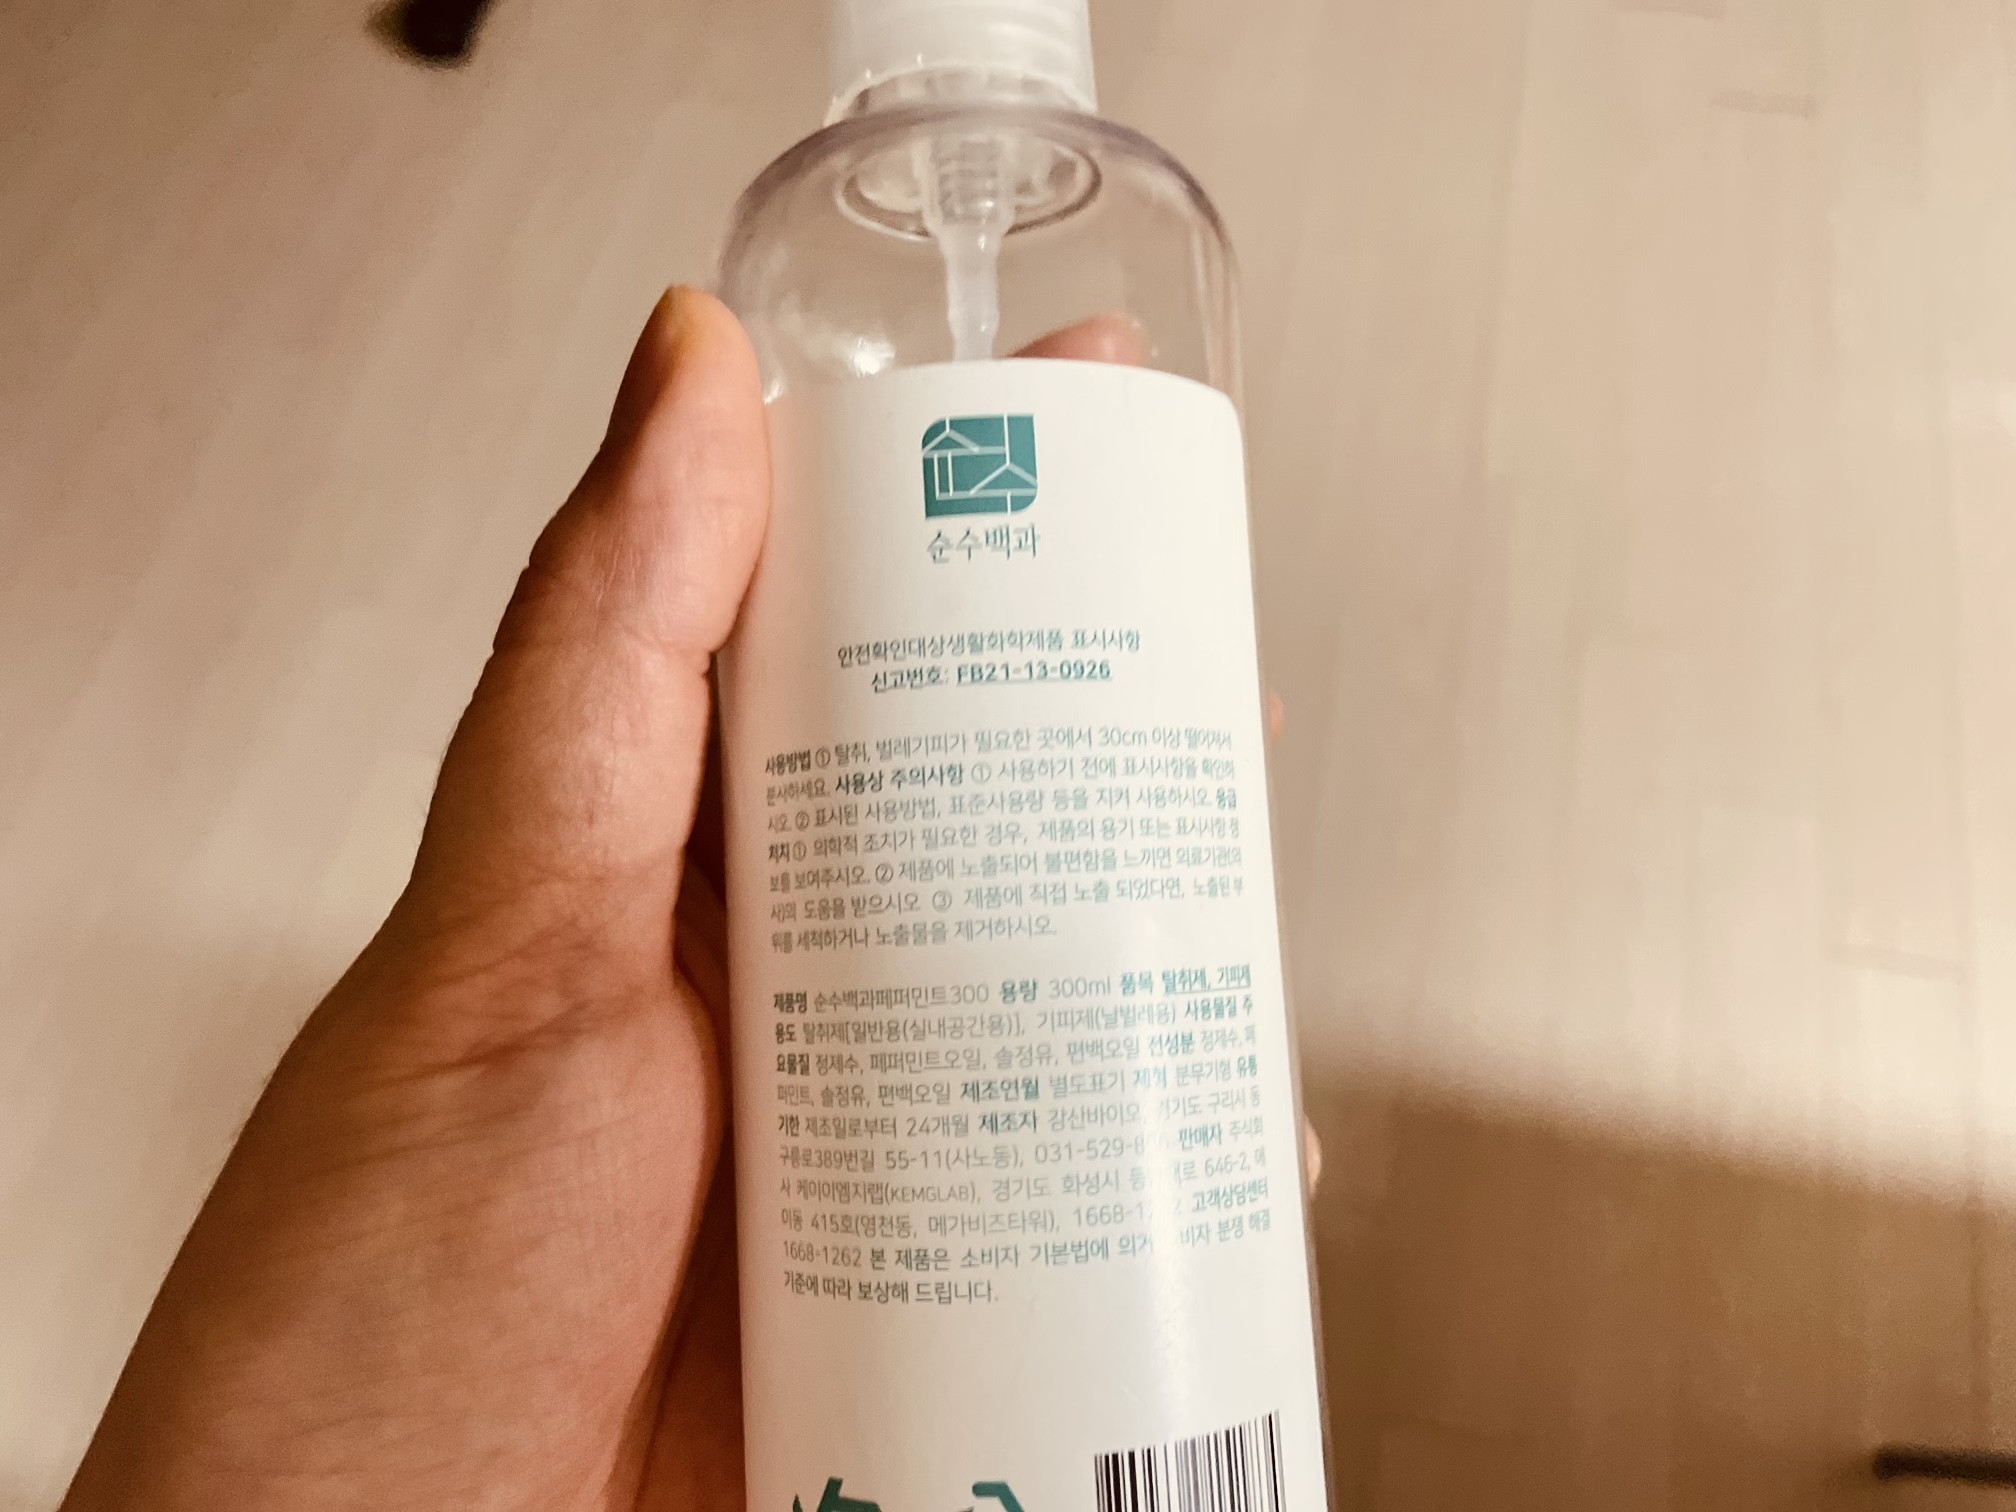 순수
순수백과
안전확인대상생활화학제품 표시사항
신고번호: FB21-13-0926
사용방법 ① 탈취, 벌레기피가 필요한 곳에서 30cm 이상 떨어져서
분사하세요. 사용상 주의사항 ① 사용하기 전에 표시사항을 확인하
시오. ② 표시된 사용방법, 표준사용량 등을 지켜 사용하시오. 응급
처치 ① 의학적 조치가 필요한 경우, 제품의 용기 또는 표시사항 정
보를 보여주시오. ② 제품에 노출되어 불편함을 느끼면 의료기관(의
사)의 도움을 받으시오 ③ 제품에 직접 노출 되었다면, 노출된 부
위를 세척하거나 노출물을 제거하시오.
제품명 순수백과페퍼민트300 용량 300ml 품목 탈취제, 기피제
용도 탈취제[일반용(실내공간용)], 기피제(날벌레용) 사용물질 주
요물질 정제수, 페퍼민트오일, 솔정유, 편백오일 전성분 정제수, 페
퍼민트, 솔정유, 편백오일 제조연월 별도표기 제형 분무기형 유통
기한 제조일로부터 24개월 제조자 강산바이오, 경기도 구리시 동
구릉로389번길 55-11(사노동), 031-529-8 판매자 주식회
사 케이이엠지랩(KEMGLAB), 경기도 화성시 646-2, 에
이동 415호(영천동, 메가비즈타워), 고객상담센터
1668-1262 본 제품은 소비자 기본법에 의거 소비자 분쟁 해결
기준에 따라 보상해 드립니다.